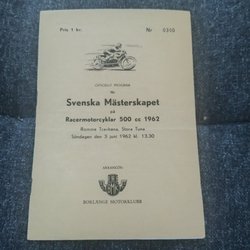 Pris 1 kr.
Nr 0310
OFFICIELLT PROGRAM
för
Svenska Mästerskapet
på
Racermotorcyklar 500 cc 1962
Romme Travbana, Stora Tuna
Söndagen den 3 juni 1962 kl. 13.30
ARRANGÖR:
BORLÄNGE MOTORKLUBB